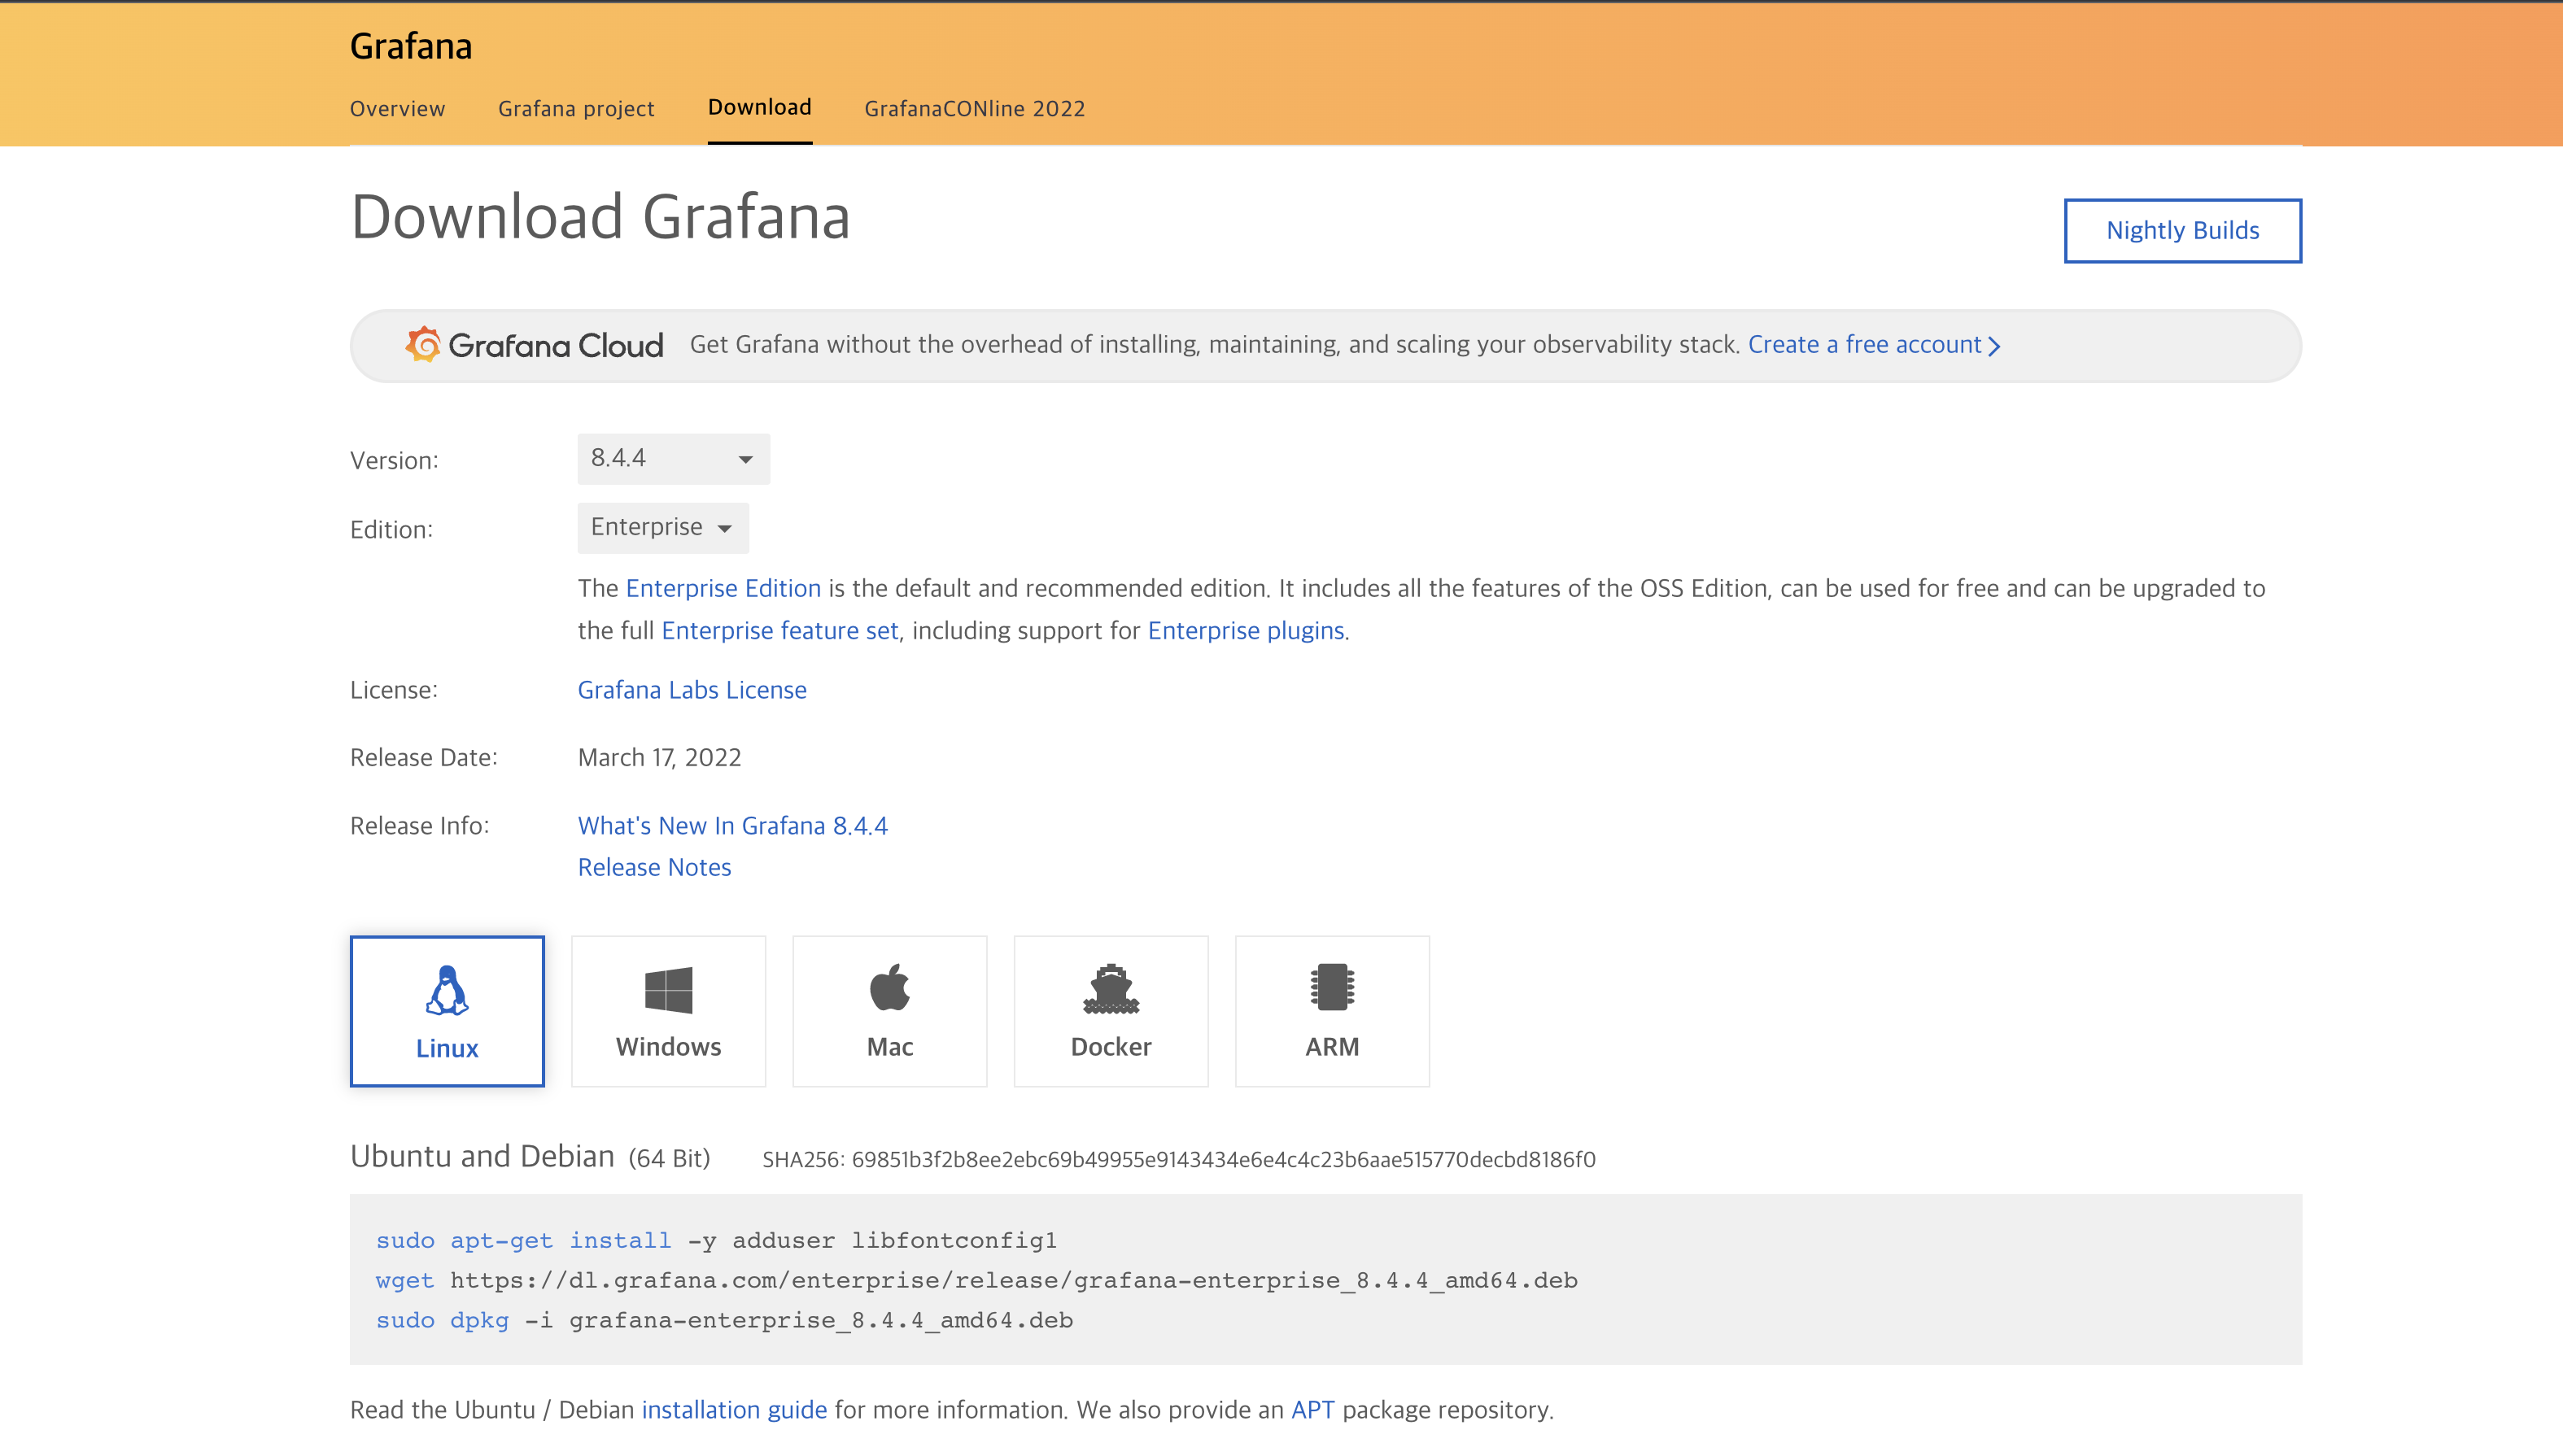 Grafana
Overview Grafana project Download GrafanaCONline 2022
Download Grafana
Nightly Builds
Grafana Cloud Get Grafana without the overhead of installing, maintaining, and scaling your observability stack. Create a free account
Version: 8.4.4
Edition: Enterprise
The Enterprise Edition is the default and recommended edition. It includes all the features of the OSS Edition, can be used for free and can be upgraded to
the full Enterprise feature set, including support for Enterprise plugins.
License: Grafana Labs License
Release Date: March 17, 2022
Release Info: What's New In Grafana 8.4.4
Release Notes
Linux Windows Mac Docker ARM
Ubuntu and Debian (64 Bit) SHA256: 69851b3f2b8ee2ebc69b49955e9143434e6e4c4c23b6aae515770decbd8186f0
sudo apt-get install -y adduser libfontconfig1
wget https://dl.grafana.com/enterprise/release/grafana-enterprise_8.4.4_amd64.deb
sudo dpkg -i grafana-enterprise_8.4.4_amd64.deb
Read the Ubuntu / Debian installation guide for more information. We also provide an APT package repository.